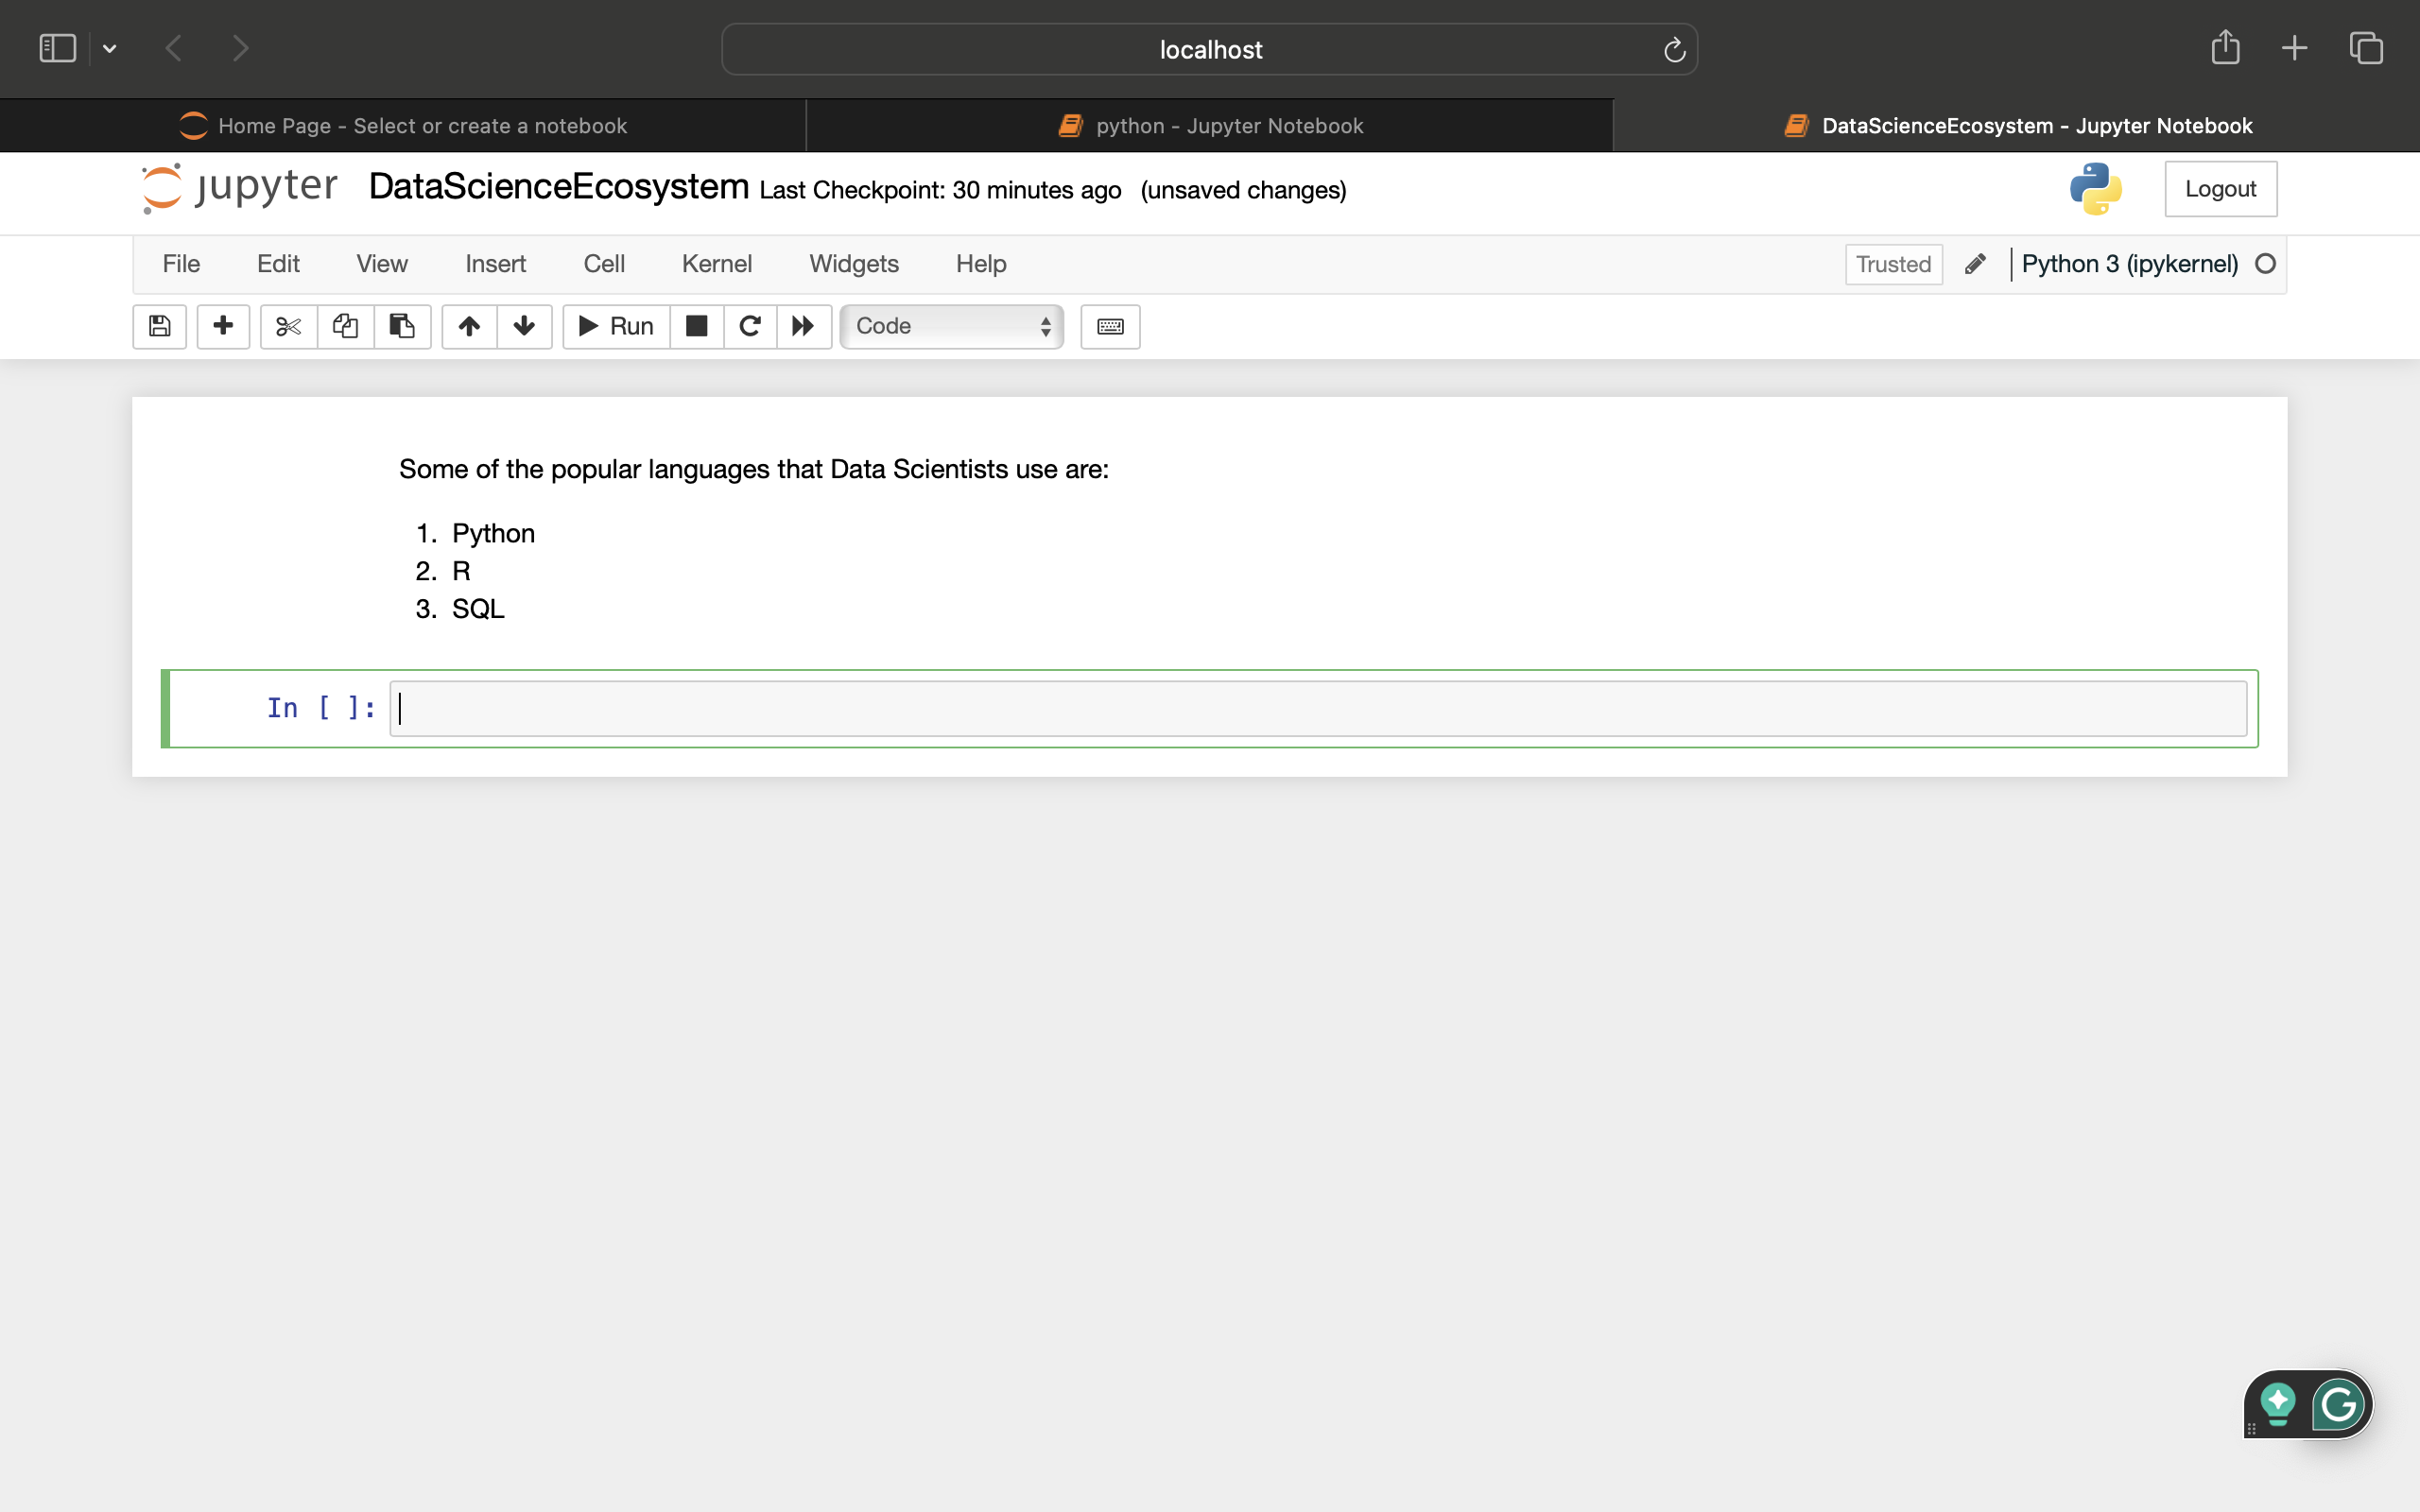 localhost
Home Page - Select or create a notebook
python - Jupyter Notebook
DataScienceEcosystem - Jupyter Notebook
jupyter DataScienceEcosystem Last Checkpoint: 30 minutes ago (unsaved changes)
Logout
File Edit View Insert Cell Kernel Widgets Help
Trusted
Python 3 (ipykernel)
Run
Code
Some of the popular languages that Data Scientists use are:
1. Python
2. R
3. SQL
In [ ]: